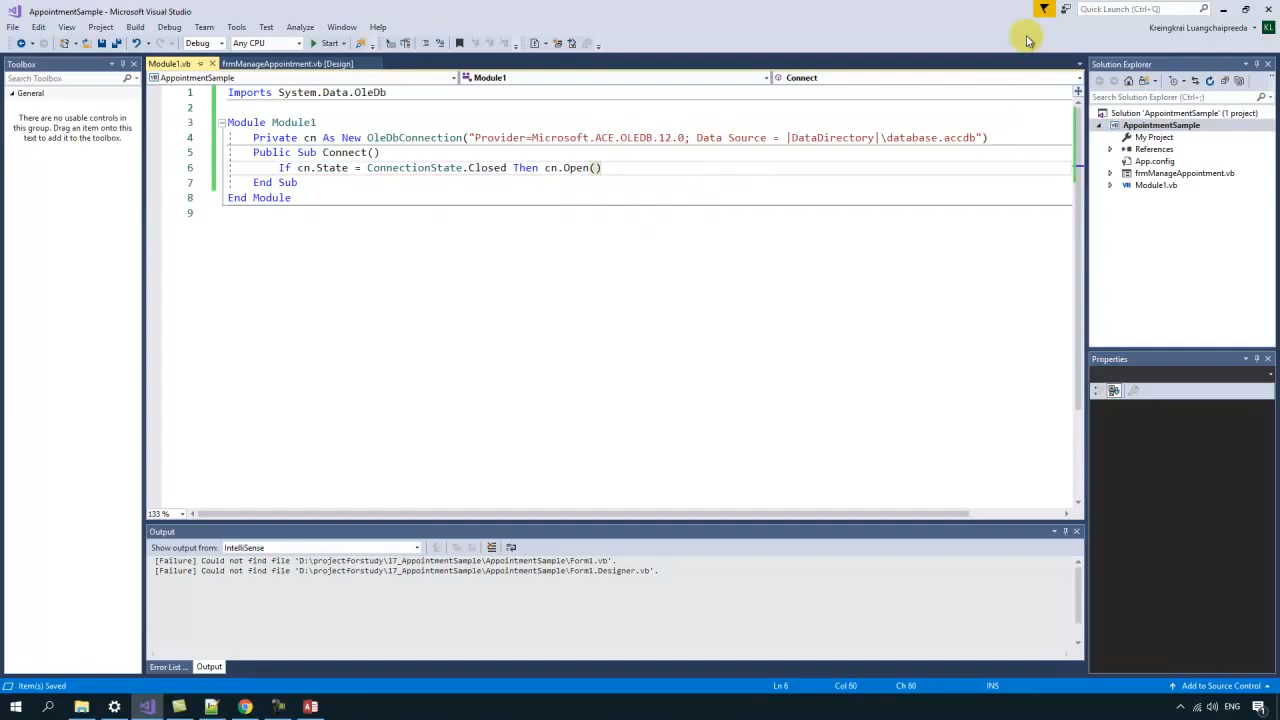 AppointmentSample - Microsoft Visual Studio
Quick Launch (Ctrl+Q)
File Edit View Project Build Debug Team Tools Test Analyze Window Help
Kreingkrai Luangchaipreeda KL
Debug Any CPU Start
Toolbox
Search Toolbox
General
There are no usable controls in
this group. Drag an item onto this
text to add it to the toolbox.
Module1.vb frmManageAppointment.vb [Design]
AppointmentSample Module1 Connect
1 Imports System.Data.OleDb
2
3 Module Module1
4 Private cn As New OleDbConnection("Provider=Microsoft.ACE.OLEDB.12.0; Data Source = |DataDirectory|\database.accdb")
5 Public Sub Connect()
6 If cn.State = ConnectionState.Closed Then cn.Open()
7 End Sub
8 End Module
9
133 %
Output
Show output from: IntelliSense
[Failure] Could not find file 'D:\projectforstudy\17_AppointmentSample\AppointmentSample\Form1.vb'.
[Failure] Could not find file 'D:\projectforstudy\17_AppointmentSample\AppointmentSample\Form1.Designer.vb'.
Error List ... Output
Solution Explorer
Search Solution Explorer (Ctrl+;)
Solution 'AppointmentSample' (1 project)
AppointmentSample
My Project
References
App.config
frmManageAppointment.vb
Module1.vb
Properties
Item(s) Saved Ln 6 Col 60 Ch 60 INS Add to Source Control
ENG 1